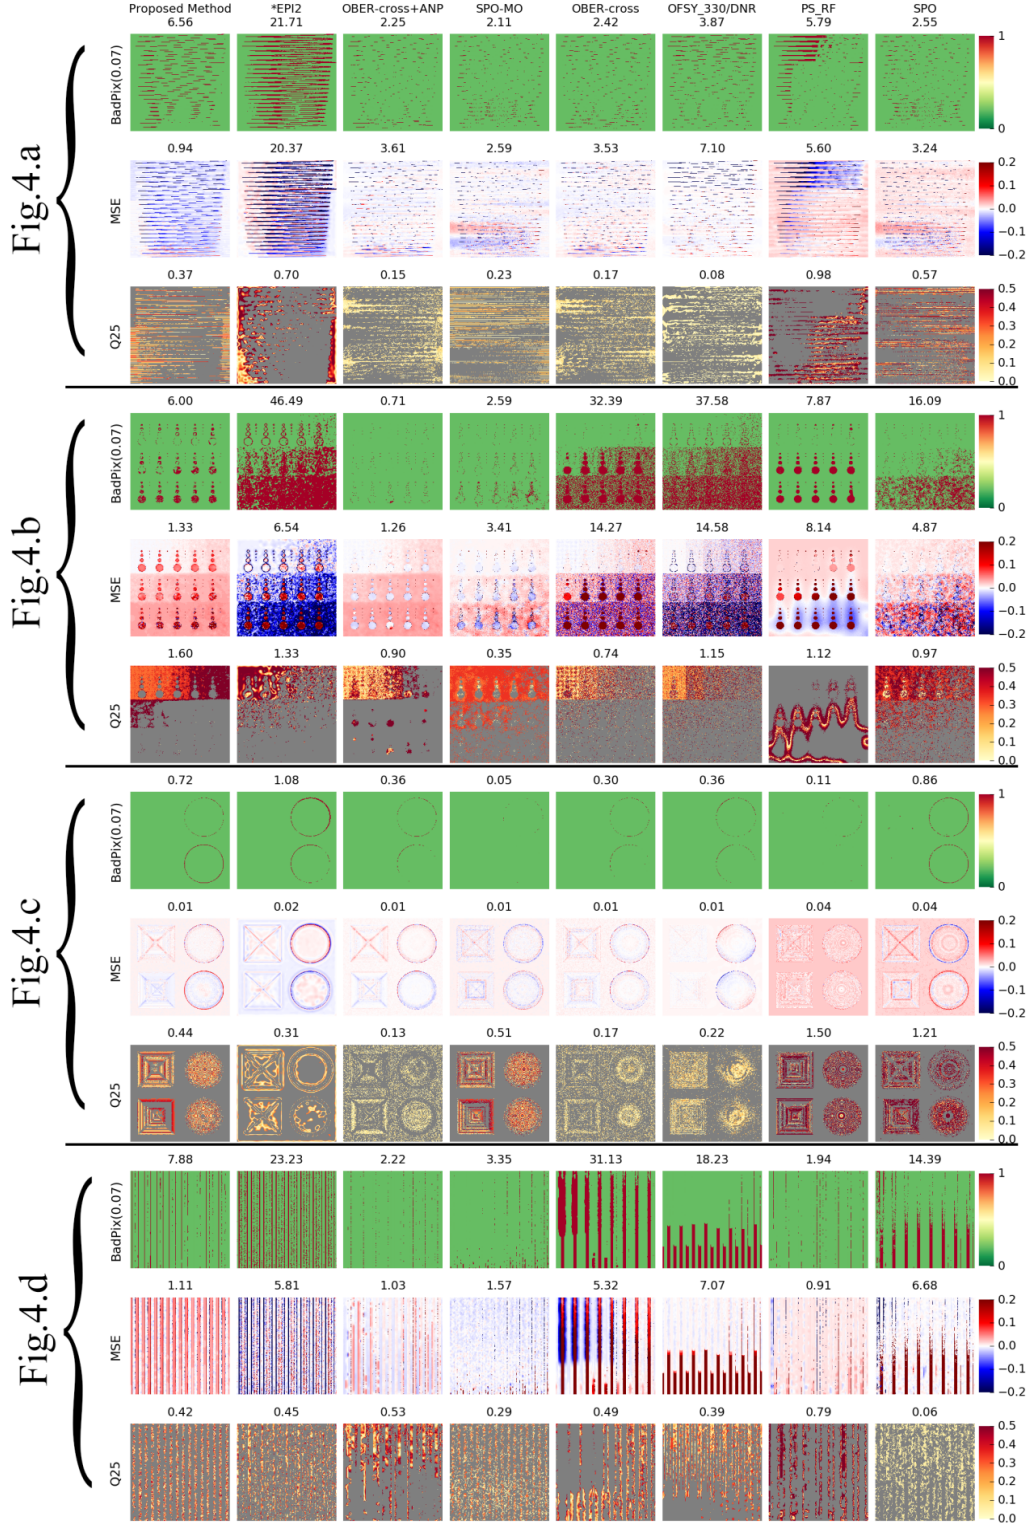 Proposed Method *EPI2 OBER-cross+ANP SPO-MO OBER-cross OFSY_330/DNR PS_RF SPO
6.56 21.71 2.25 2.11 2.42 3.87 5.79 2.55
Fig.4.a
BadPix(0.07)
1
0
0.94 20.37 3.61 2.59 3.53 7.10 5.60 3.24
MSE
0.2
0.1
0.0
−0.1
−0.2
0.37 0.70 0.15 0.23 0.17 0.08 0.98 0.57
Q25
0.5
0.4
0.3
0.2
0.1
0.0
6.00 46.49 0.71 2.59 32.39 37.58 7.87 16.09
Fig.4.b
BadPix(0.07)
1
0
1.33 6.54 1.26 3.41 14.27 14.58 8.14 4.87
MSE
0.2
0.1
0.0
−0.1
−0.2
1.60 1.33 0.90 0.35 0.74 1.15 1.12 0.97
Q25
0.5
0.4
0.3
0.2
0.1
0.0
0.72 1.08 0.36 0.05 0.30 0.36 0.11 0.86
Fig.4.c
BadPix(0.07)
1
0
0.01 0.02 0.01 0.01 0.01 0.01 0.04 0.04
MSE
0.2
0.1
0.0
−0.1
−0.2
0.44 0.31 0.13 0.51 0.17 0.22 1.50 1.21
Q25
0.5
0.4
0.3
0.2
0.1
0.0
7.88 23.23 2.22 3.35 31.13 18.23 1.94 14.39
Fig.4.d
BadPix(0.07)
1
0
1.11 5.81 1.03 1.57 5.32 7.07 0.91 6.68
MSE
0.2
0.1
0.0
−0.1
−0.2
0.42 0.45 0.53 0.29 0.49 0.39 0.79 0.06
Q25
0.5
0.4
0.3
0.2
0.1
0.0